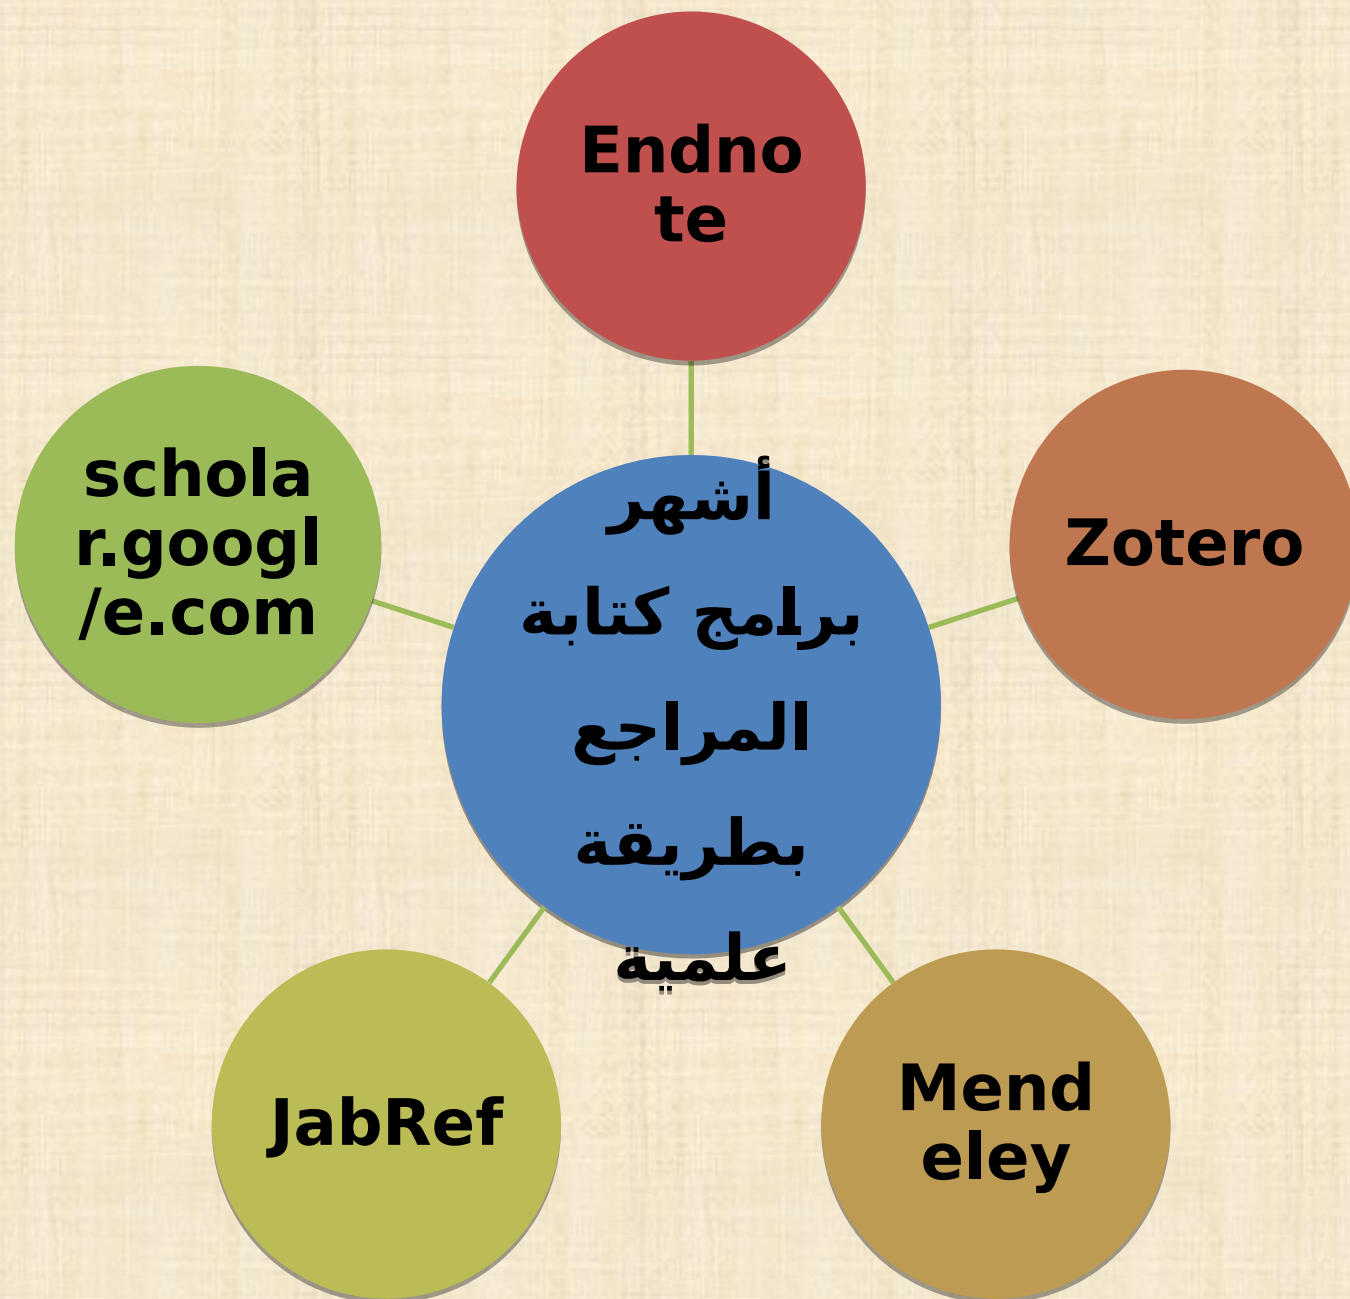 Endno
te
schola
r.googl
/e.com
Zotero
أشهر
برامج كتابة
المراجع
بطريقة
علمية
JabRef
Mend
eley